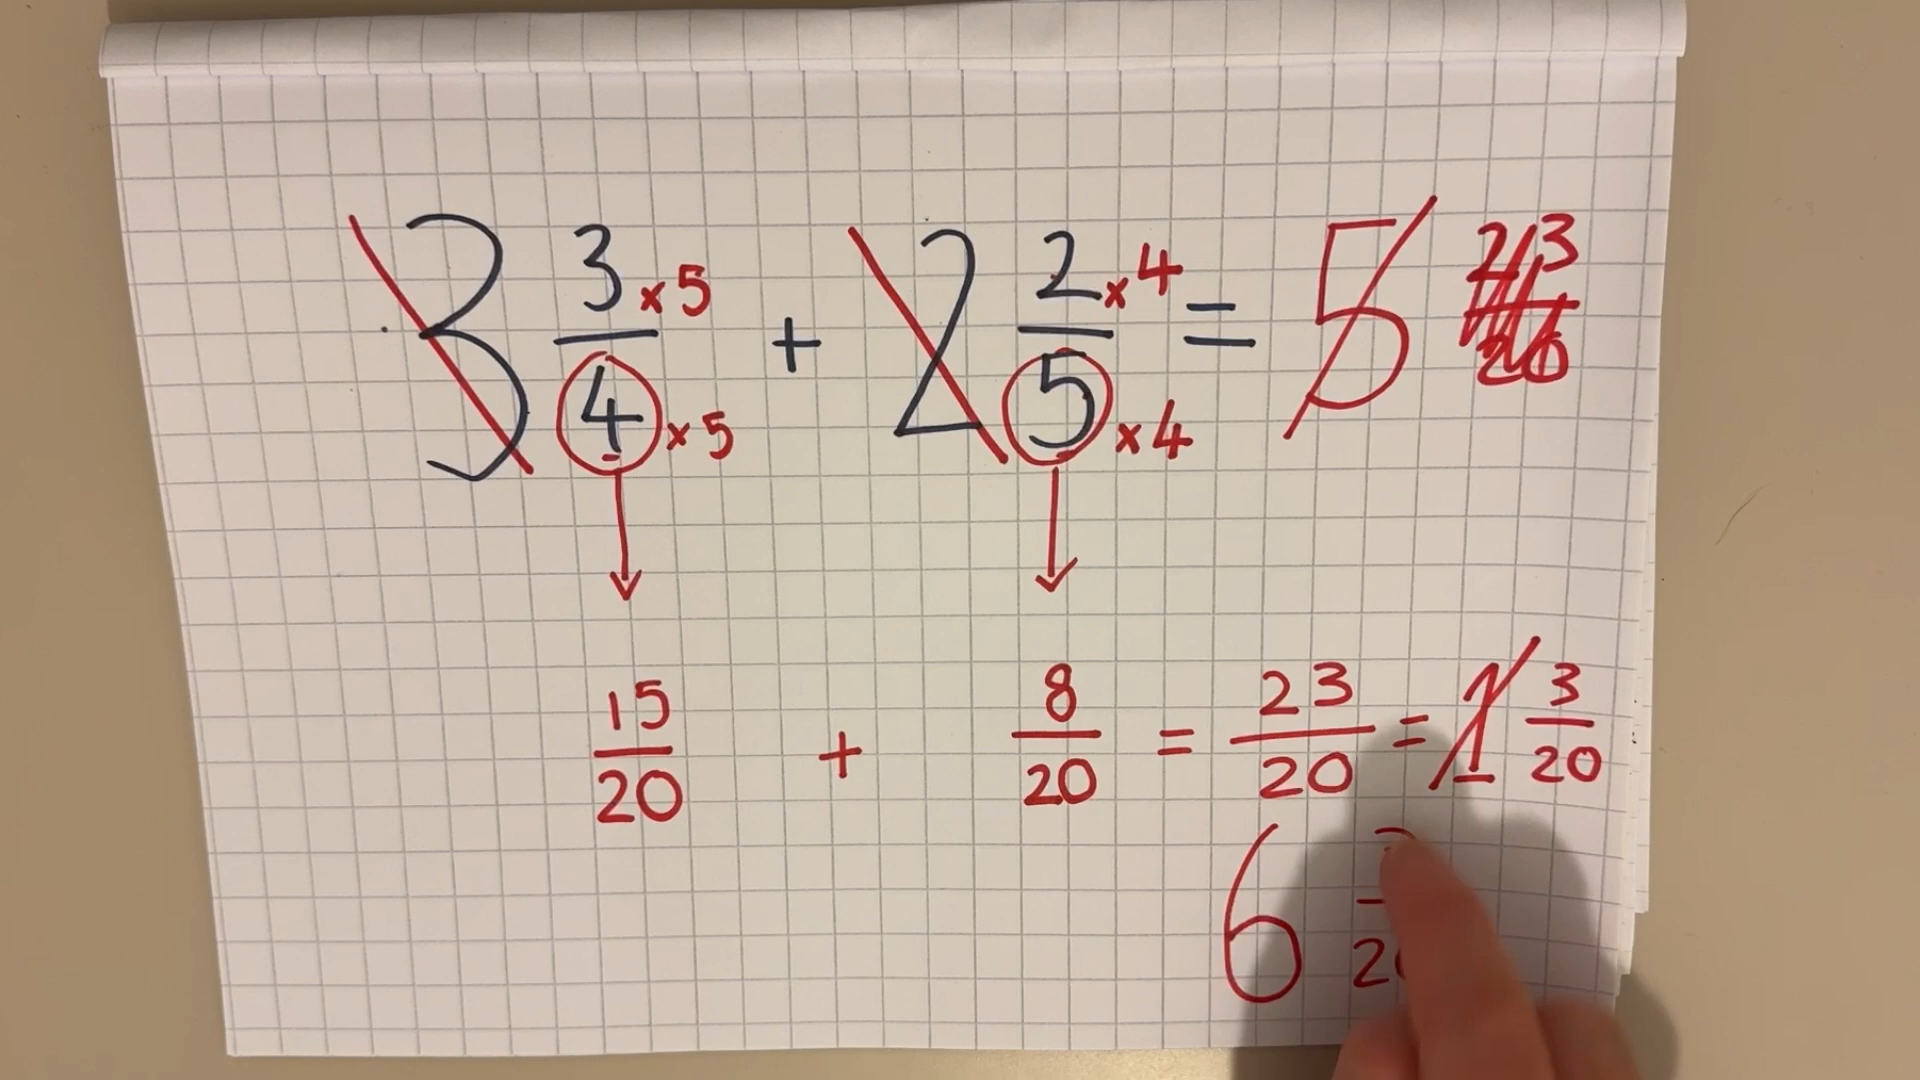 3 3/4 ×5 ×5 + 2 2/5 ×4 ×4 = 5 23/20
15/20 + 8/20 = 23/20 = 1 3/20
6